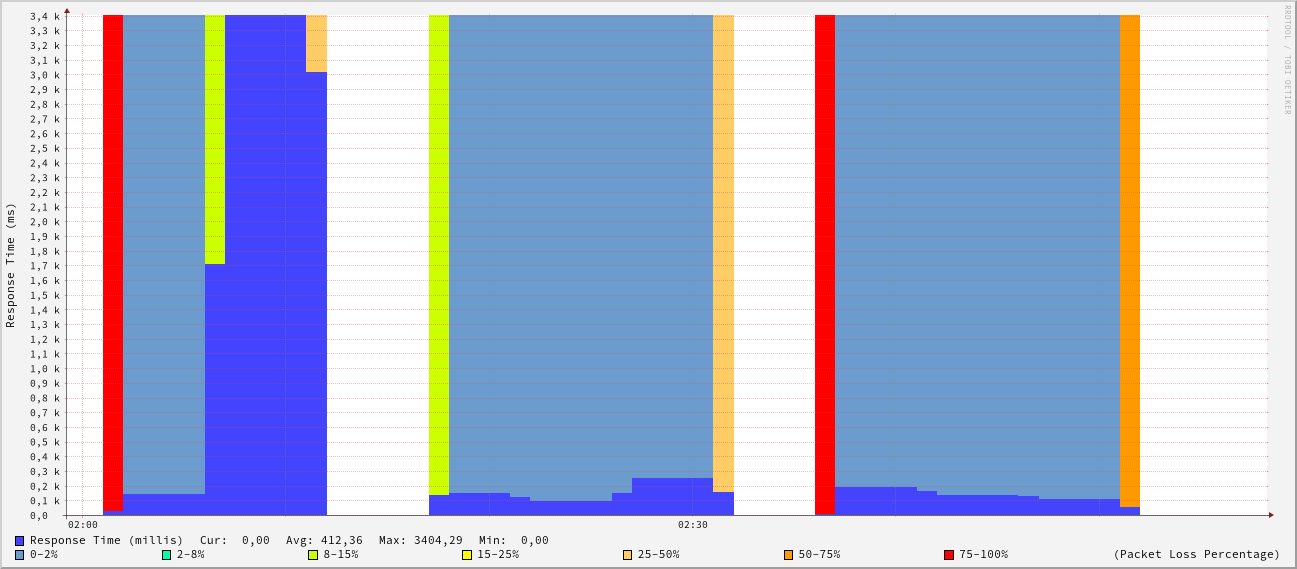 3,4 k
3,3 k
3,2 k
3,1 k
3,0 k
2,9 k
2,8 k
2,7 k
2,6 k
2,5 k
2,4 k
2,3 k
2,2 k
2,1 k
2,0 k
1,9 k
1,8 k
1,7 k
1,6 k
1,5 k
1,4 k
1,3 k
1,2 k
1,1 k
1,0 k
0,9 k
0,8 k
0,7 k
0,6 k
0,5 k
0,4 k
0,3 k
0,2 k
0,1 k
0,0
Response Time (ms)
RRDTOOL / TOBI OETIKER
02:00 02:30
Response Time (millis) Cur: 0,00 Avg: 412,36 Max: 3404,29 Min: 0,00
0-2% 2-8% 8-15% 15-25% 25-50% 50-75% 75-100% (Packet Loss Percentage)